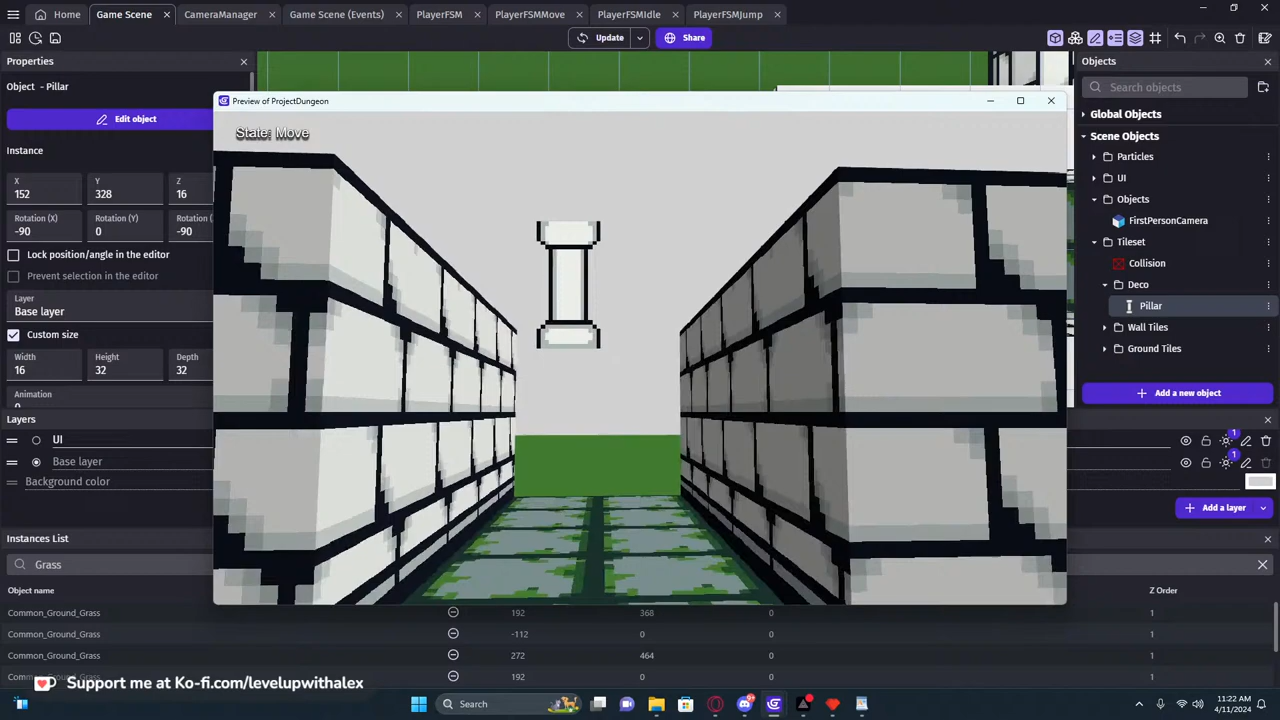 Home
Game Scene
CameraManager
Game Scene (Events)
PlayerFSM
PlayerFSMMove
PlayerFSMIdle
PlayerFSMJump
Update
Share
Properties
Object - Pillar
Edit object
Instance
X
152
Y
328
Z
16
Rotation (X)
-90
Rotation (Y)
0
Rotation (
-90
Lock position/angle in the editor
Prevent selection in the editor
Layer
Base layer
Custom size
Width
16
Height
32
Depth
32
Animation
Layers
UI
Base layer
Background color
Instances List
Grass
Object name
Z Order
Common_Ground_Grass 192 368 0 1
Common_Ground_Grass -112 0 0 1
Common_Ground_Grass 272 464 0 1
Common_Ground_Grass 192 0 0 1
Preview of ProjectDungeon
State: Move
Objects
Search objects
Global Objects
Scene Objects
Particles
UI
Objects
FirstPersonCamera
Tileset
Collision
Deco
Pillar
Wall Tiles
Ground Tiles
Add a new object
1
1
Add a layer
Support me at Ko-fi.com/levelupwithalex
Search
11:22 AM
4/11/2024